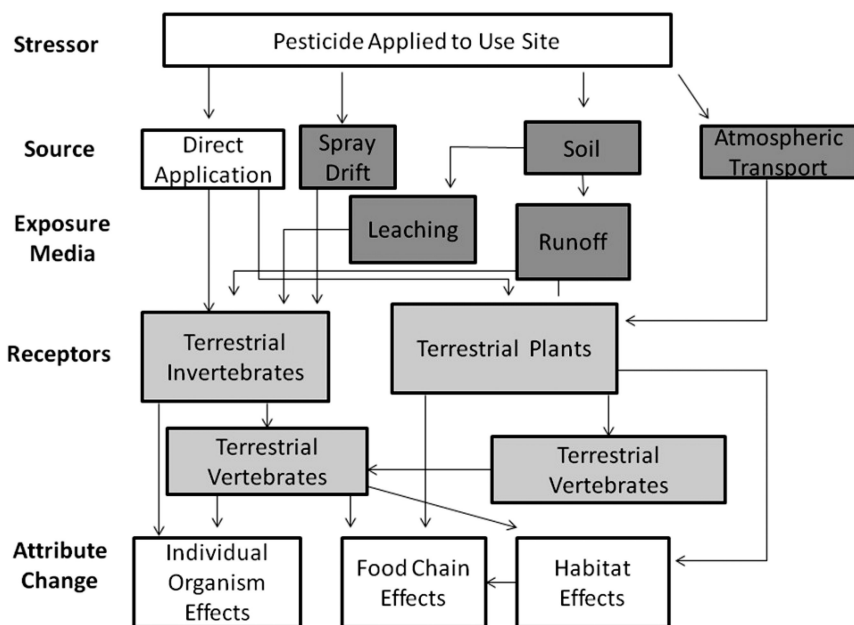 Stressor
Pesticide Applied to Use Site
Source
Direct
Application
Spray
Drift
Soil
Atmospheric
Transport
Exposure
Media
Leaching
Runoff
Receptors
Terrestrial
Invertebrates
Terrestrial Plants
Terrestrial
Vertebrates
Terrestrial
Vertebrates
Attribute
Change
Individual
Organism
Effects
Food Chain
Effects
Habitat
Effects